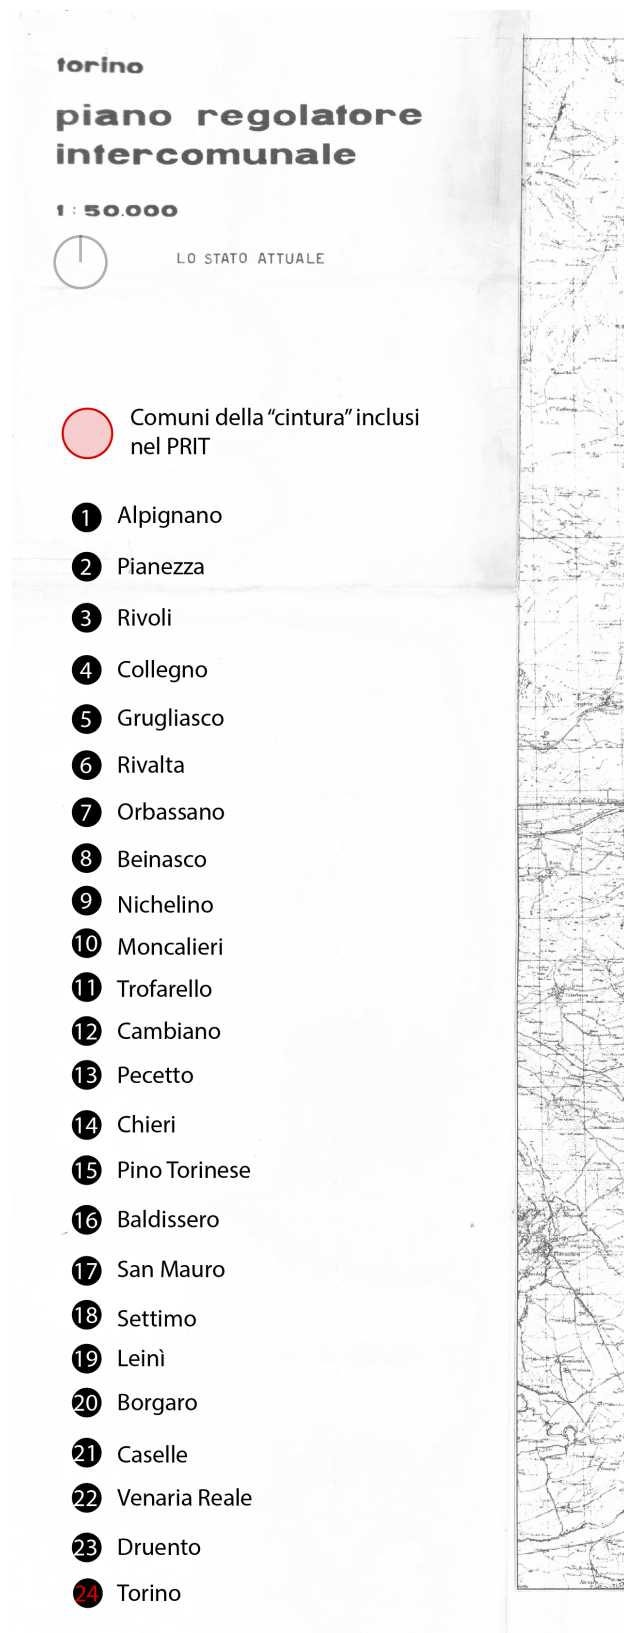 torino
piano regolatore
intercomunale
1 : 50.000
LO STATO ATTUALE
Comuni della “cintura” inclusi
nel PRIT
1 Alpignano
2 Pianezza
3 Rivoli
4 Collegno
5 Grugliasco
6 Rivalta
7 Orbassano
8 Beinasco
9 Nichelino
10 Moncalieri
11 Trofarello
12 Cambiano
13 Pecetto
14 Chieri
15 Pino Torinese
16 Baldissero
17 San Mauro
18 Settimo
19 Leinì
20 Borgaro
21 Caselle
22 Venaria Reale
23 Druento
24 Torino